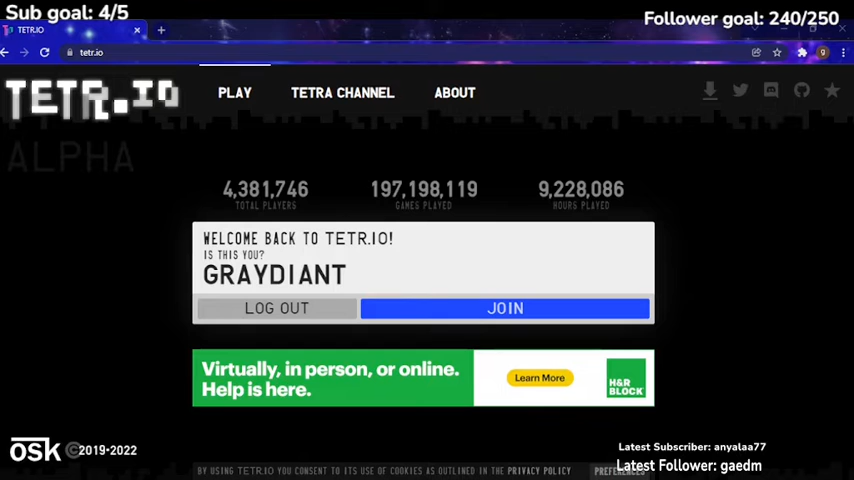 Sub goal: 4/5
Follower goal: 240/250
TETR.IO
tetr.io
g
TETR.IO
PLAY
TETRA CHANNEL
ABOUT
ALPHA
4,381,746
197,198,119
9,228,086
TOTAL PLAYERS
GAMES PLAYED
HOURS PLAYED
WELCOME BACK TO TETR.IO!
IS THIS YOU?
GRAYDIANT
LOG OUT
JOIN
Virtually, in person, or online.
Help is here.
Learn More
H&R
BLOCK
osk
©2019-2022
Latest Subscriber: anyalaa77
Latest Follower: gaedm
BY USING TETR.IO YOU CONSENT TO ITS USE OF COOKIES AS OUTLINED IN THE PRIVACY POLICY
PREFERENCES